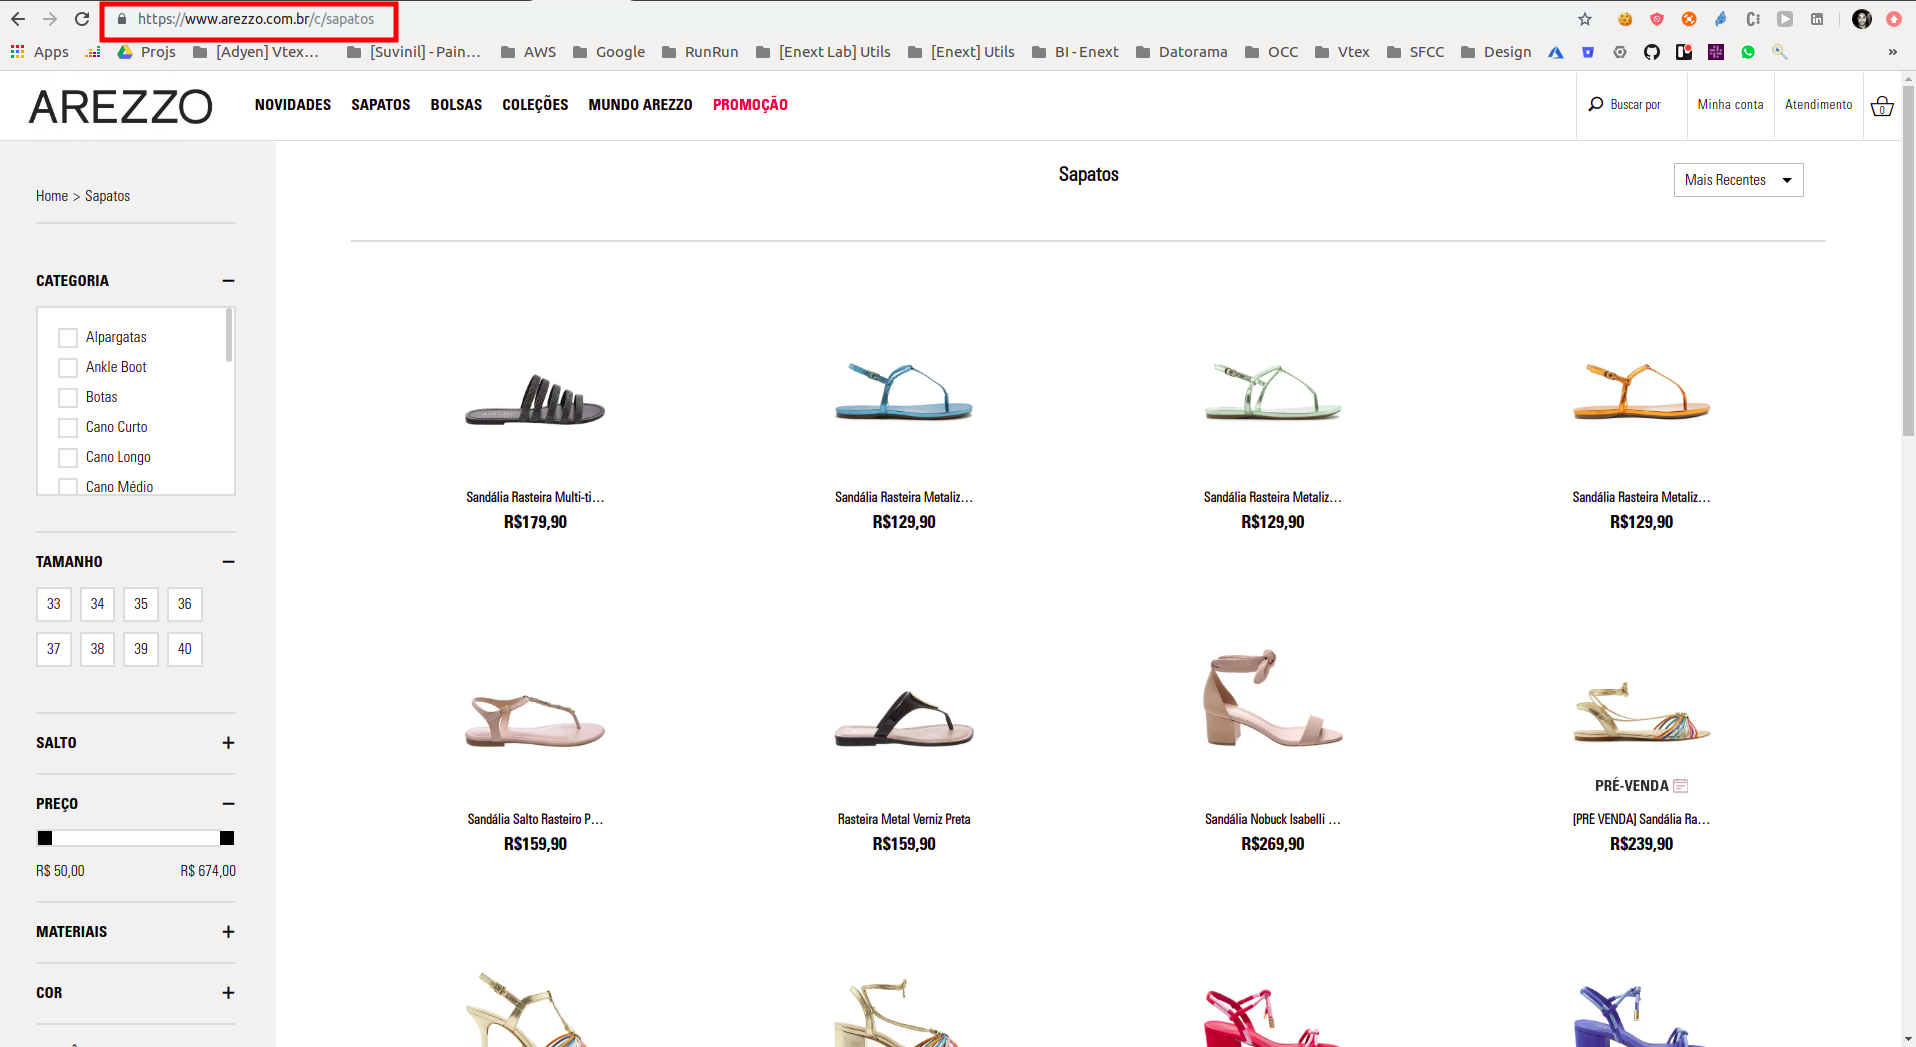 https://www.arezzo.com.br/c/sapatos
Apps Projs [Adyen] Vtex... [Suvinil] - Pain... AWS Google RunRun [Enext Lab] Utils [Enext] Utils BI - Enext Datorama OCC Vtex SFCC Design »
AREZZO NOVIDADES SAPATOS BOLSAS COLEÇÕES MUNDO AREZZO PROMOÇÃO Buscar por Minha conta Atendimento 0
Home > Sapatos
Sapatos
Mais Recentes
CATEGORIA
Alpargatas
Ankle Boot
Botas
Cano Curto
Cano Longo
Cano Médio
TAMANHO
33 34 35 36
37 38 39 40
SALTO
PREÇO
R$ 50,00 R$ 674,00
MATERIAIS
COR
Sandália Rasteira Multi-ti... Sandália Rasteira Metaliz... Sandália Rasteira Metaliz... Sandália Rasteira Metaliz...
R$179,90 R$129,90 R$129,90 R$129,90
PRÉ-VENDA
Sandália Salto Rasteiro P... Rasteira Metal Verniz Preta Sandália Nobuck Isabelli ... [PRE VENDA] Sandália Ra...
R$159,90 R$159,90 R$269,90 R$239,90